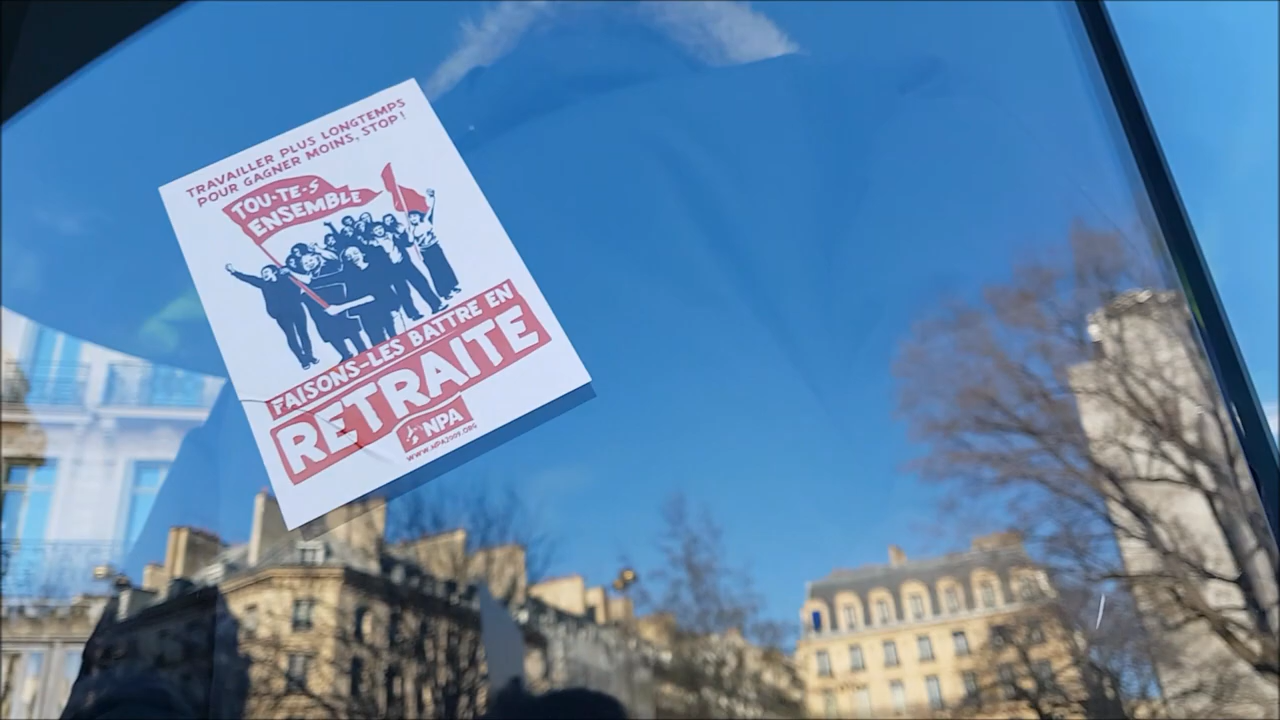 TRAVAILLER PLUS LONGTEMPS
POUR GAGNER MOINS, STOP!
TOU·TE·S
ENSEMBLE
FAISONS-LES BATTRE EN
RETRAITE
NPA
WWW.NPA2009.ORG